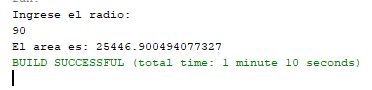 Ingrese el radio:
90
El area es: 25446.900494077327
BUILD SUCCESSFUL (total time: 1 minute 10 seconds)